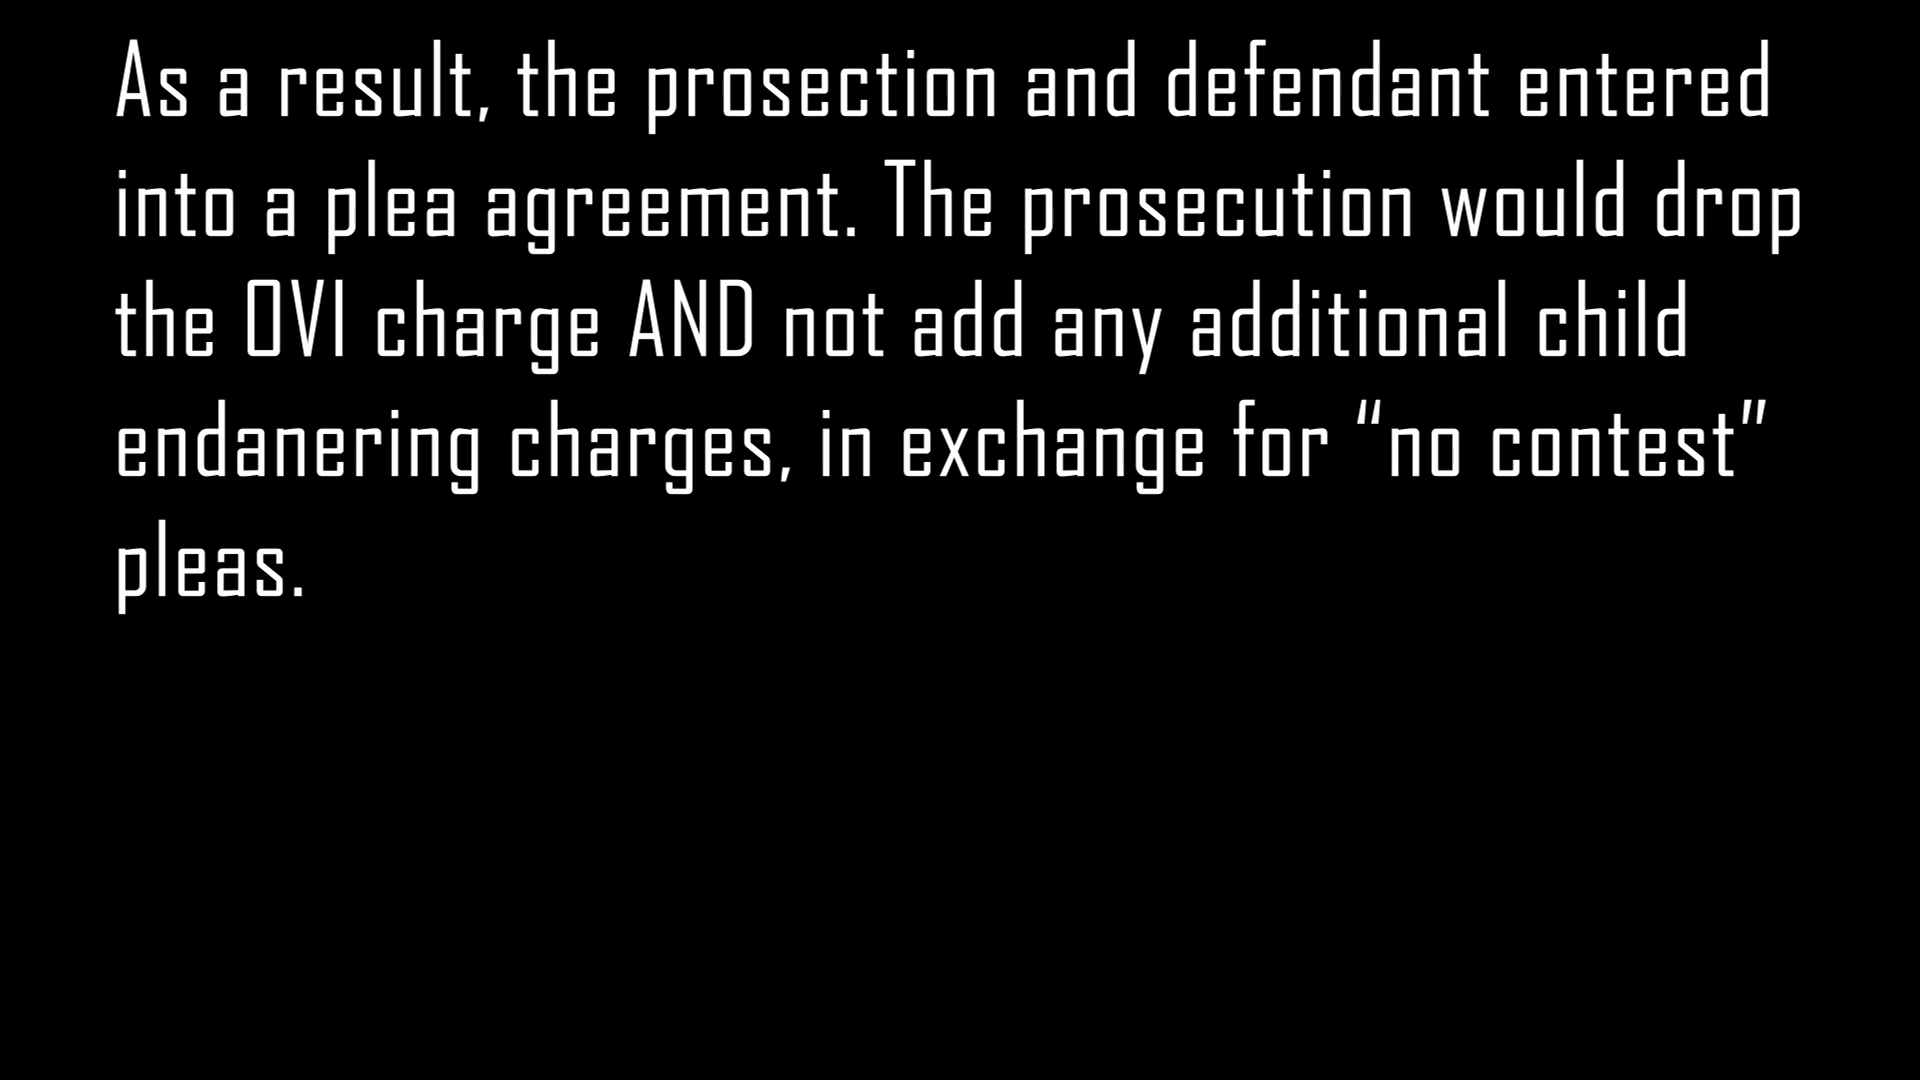 As a result, the prosection and defendant entered
into a plea agreement. The prosecution would drop
the OVI charge AND not add any additional child
endanering charges, in exchange for “no contest”
pleas.